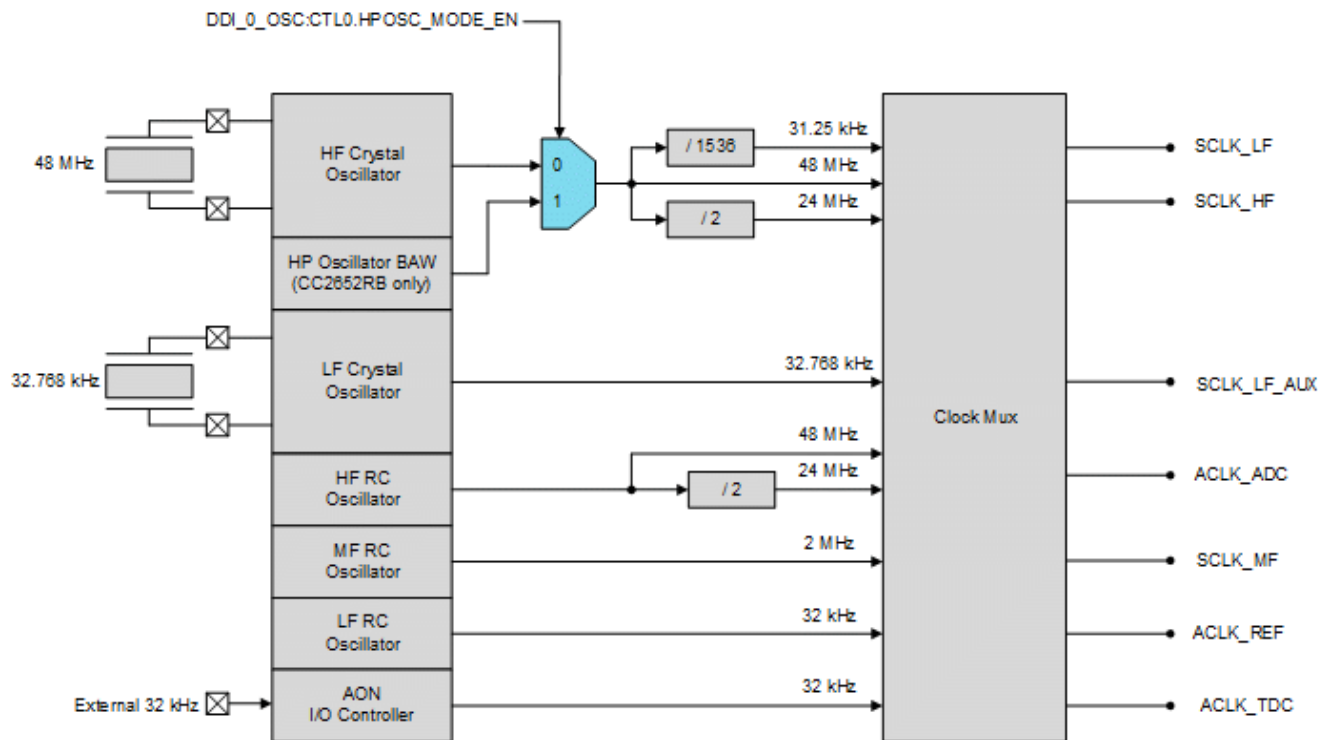 DDI_0_OSC:CTL0.HPOSC_MODE_EN
48 MHz
HF Crystal
Oscillator
0
1
/ 1536
31.25 kHz
48 MHz
/ 2
24 MHz
SCLK_LF
SCLK_HF
HP Oscillator BAW
(CC2652RB only)
32.768 kHz
LF Crystal
Oscillator
32.768 kHz
Clock Mux
SCLK_LF_AUX
HF RC
Oscillator
48 MHz
/ 2
24 MHz
ACLK_ADC
MF RC
Oscillator
2 MHz
SCLK_MF
LF RC
Oscillator
32 kHz
ACLK_REF
External 32 kHz
AON
I/O Controller
32 kHz
ACLK_TDC